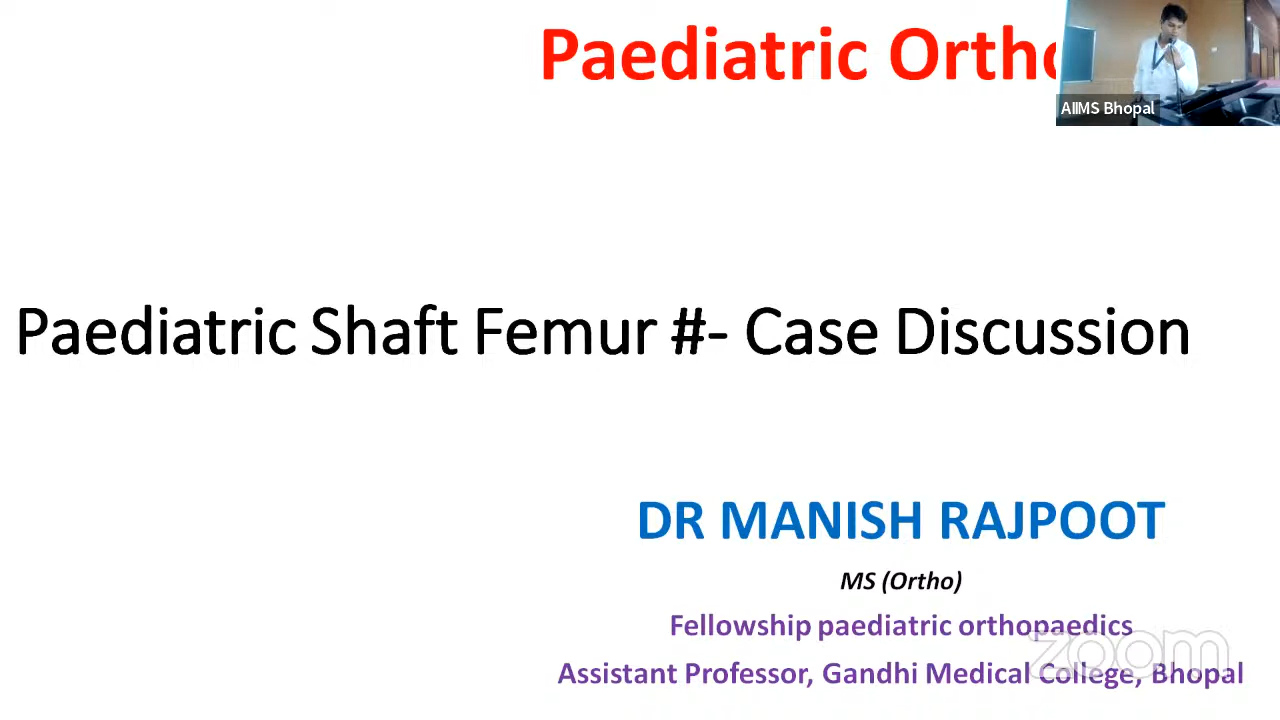 Paediatric Ortho
AIIMS Bhopal
Paediatric Shaft Femur #- Case Discussion
DR MANISH RAJPOOT
MS (Ortho)
Fellowship paediatric orthopaedics
zoom
Assistant Professor, Gandhi Medical College, Bhopal